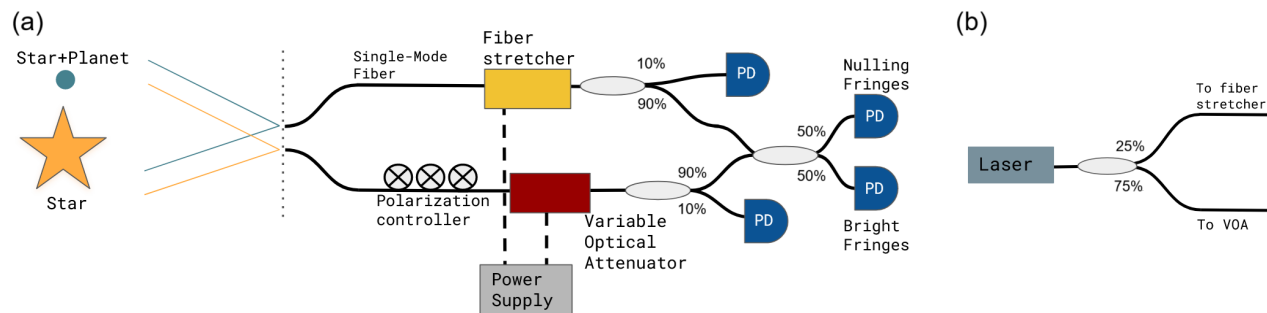 (a)
Star+Planet
Star
Single-Mode
Fiber
Fiber
stretcher
10%
90%
PD
Polarization
controller
Variable
Optical
Attenuator
Power
Supply
90%
10%
PD
50%
50%
Nulling
Fringes
PD
PD
Bright
Fringes
(b)
Laser
25%
75%
To fiber
stretcher
To VOA